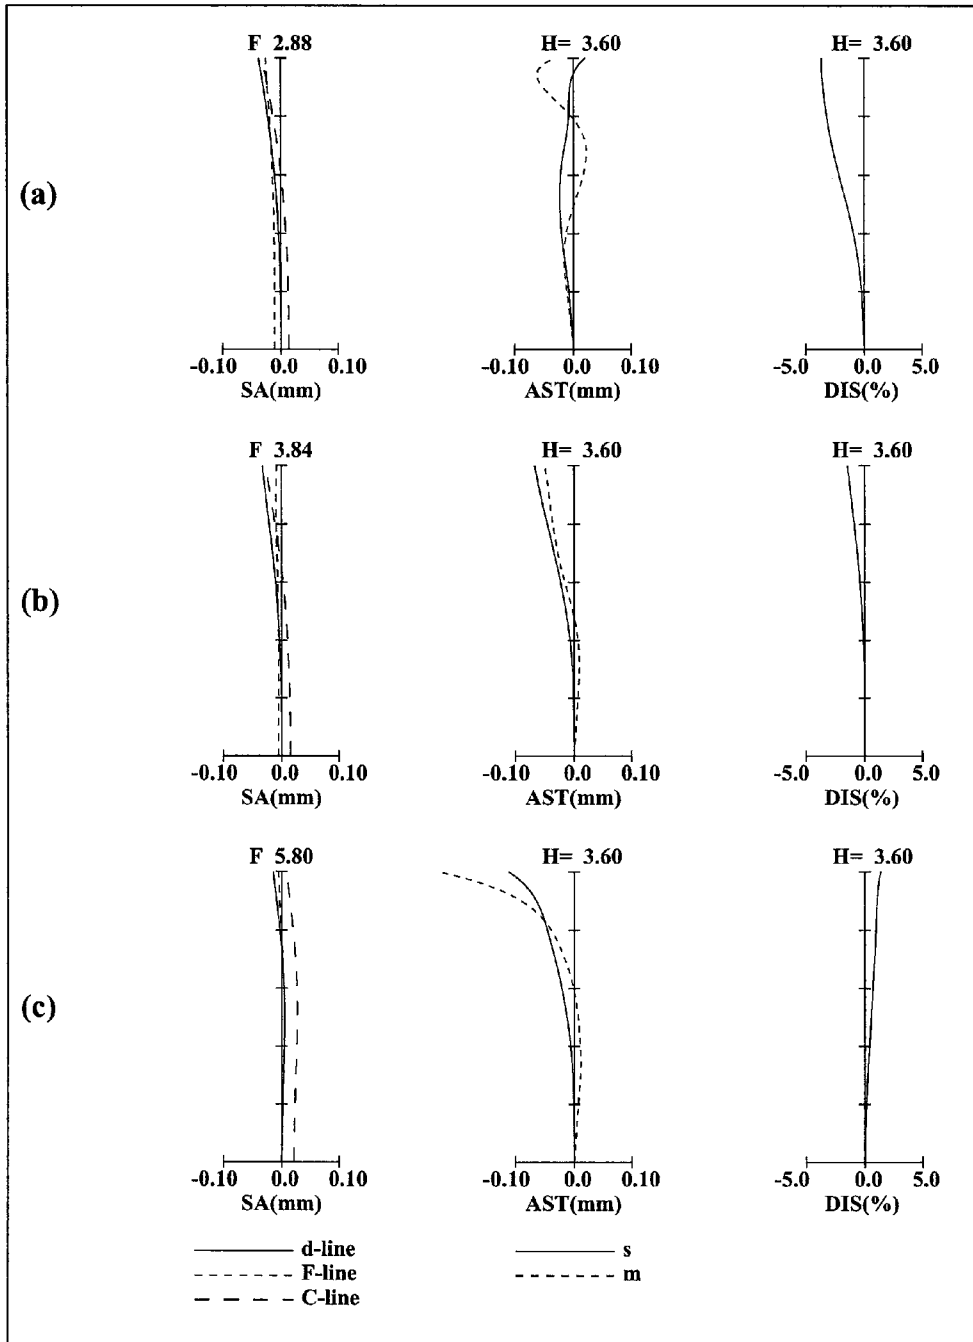 F 2.88 H= 3.60 H= 3.60
(a)
-0.10 0.0 0.10 -0.10 0.0 0.10 -5.0 0.0 5.0
SA(mm) AST(mm) DIS(%)
F 3.84 H= 3.60 H= 3.60
(b)
-0.10 0.0 0.10 -0.10 0.0 0.10 -5.0 0.0 5.0
SA(mm) AST(mm) DIS(%)
F 5.80 H= 3.60 H= 3.60
(c)
-0.10 0.0 0.10 -0.10 0.0 0.10 -5.0 0.0 5.0
SA(mm) AST(mm) DIS(%)
d-line s
F-line m
C-line